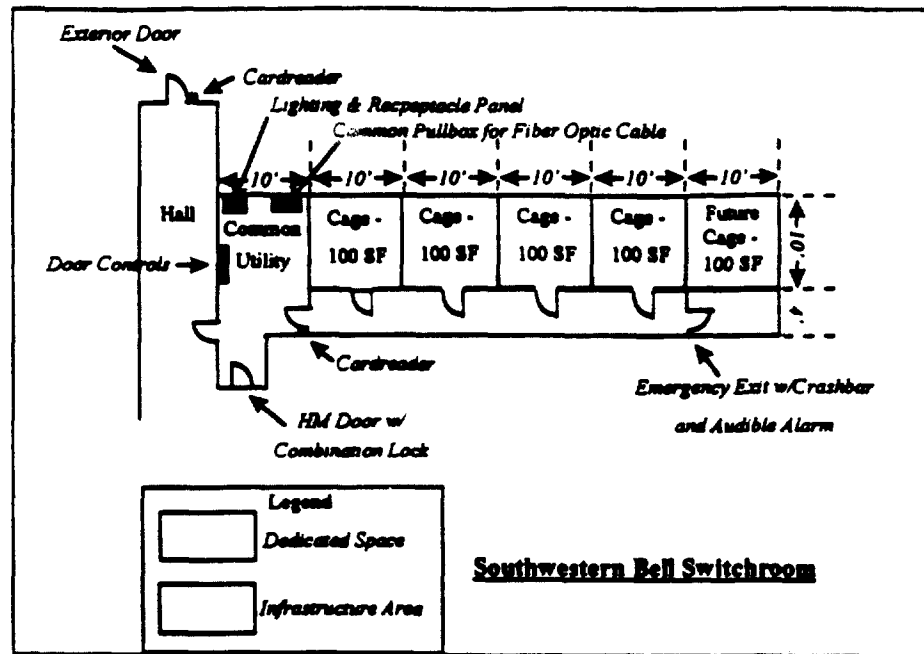 Exterior Door
Cardreader
Lighting & Recpeptacle Panel
Common Pullbox for Fiber Optic Cable
10' 10' 10' 10' 10' 10'
Hall
Common
Utility
Cage -
100 SF
Cage -
100 SF
Cage -
100 SF
Cage -
100 SF
Future
Cage -
100 SF
10'
4'
Door Controls
Cardreader
Emergency Exit w/Crashbar
and Audible Alarm
HM Door w/
Combination Lock
Legend
Dedicated Space
Infrastructure Area
Southwestern Bell Switchroom